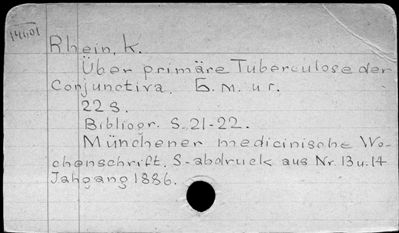 14601
Rhein, K.
Über primäre Tuberculose der
Conjunctiva. G. m. u r.
22 S.
Bibliogr. S. 21-22.
Münchener medicinische Wo-
chenschrift. S-abdruck aus Nr 13 u. 14
Jahgang 1886.